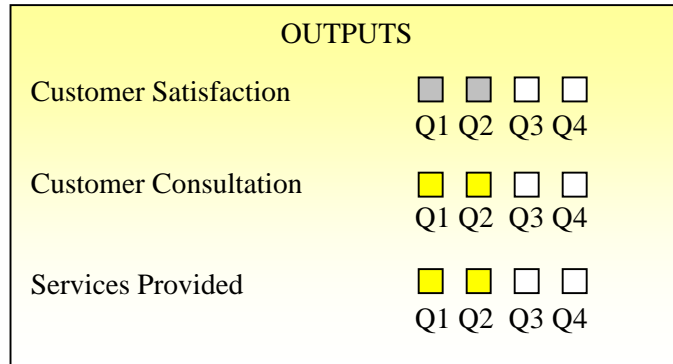 OUTPUTS
Customer Satisfaction
Q1 Q2 Q3 Q4
Customer Consultation
Q1 Q2 Q3 Q4
Services Provided
Q1 Q2 Q3 Q4